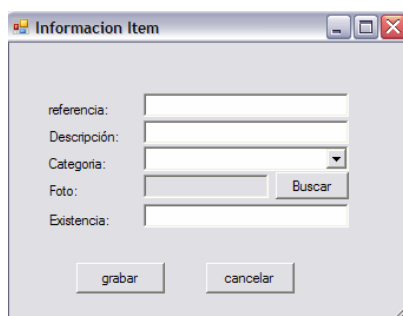 Informacion Item
referencia:
Descripción:
Categoria:
Foto: Buscar
Existencia:
grabar cancelar